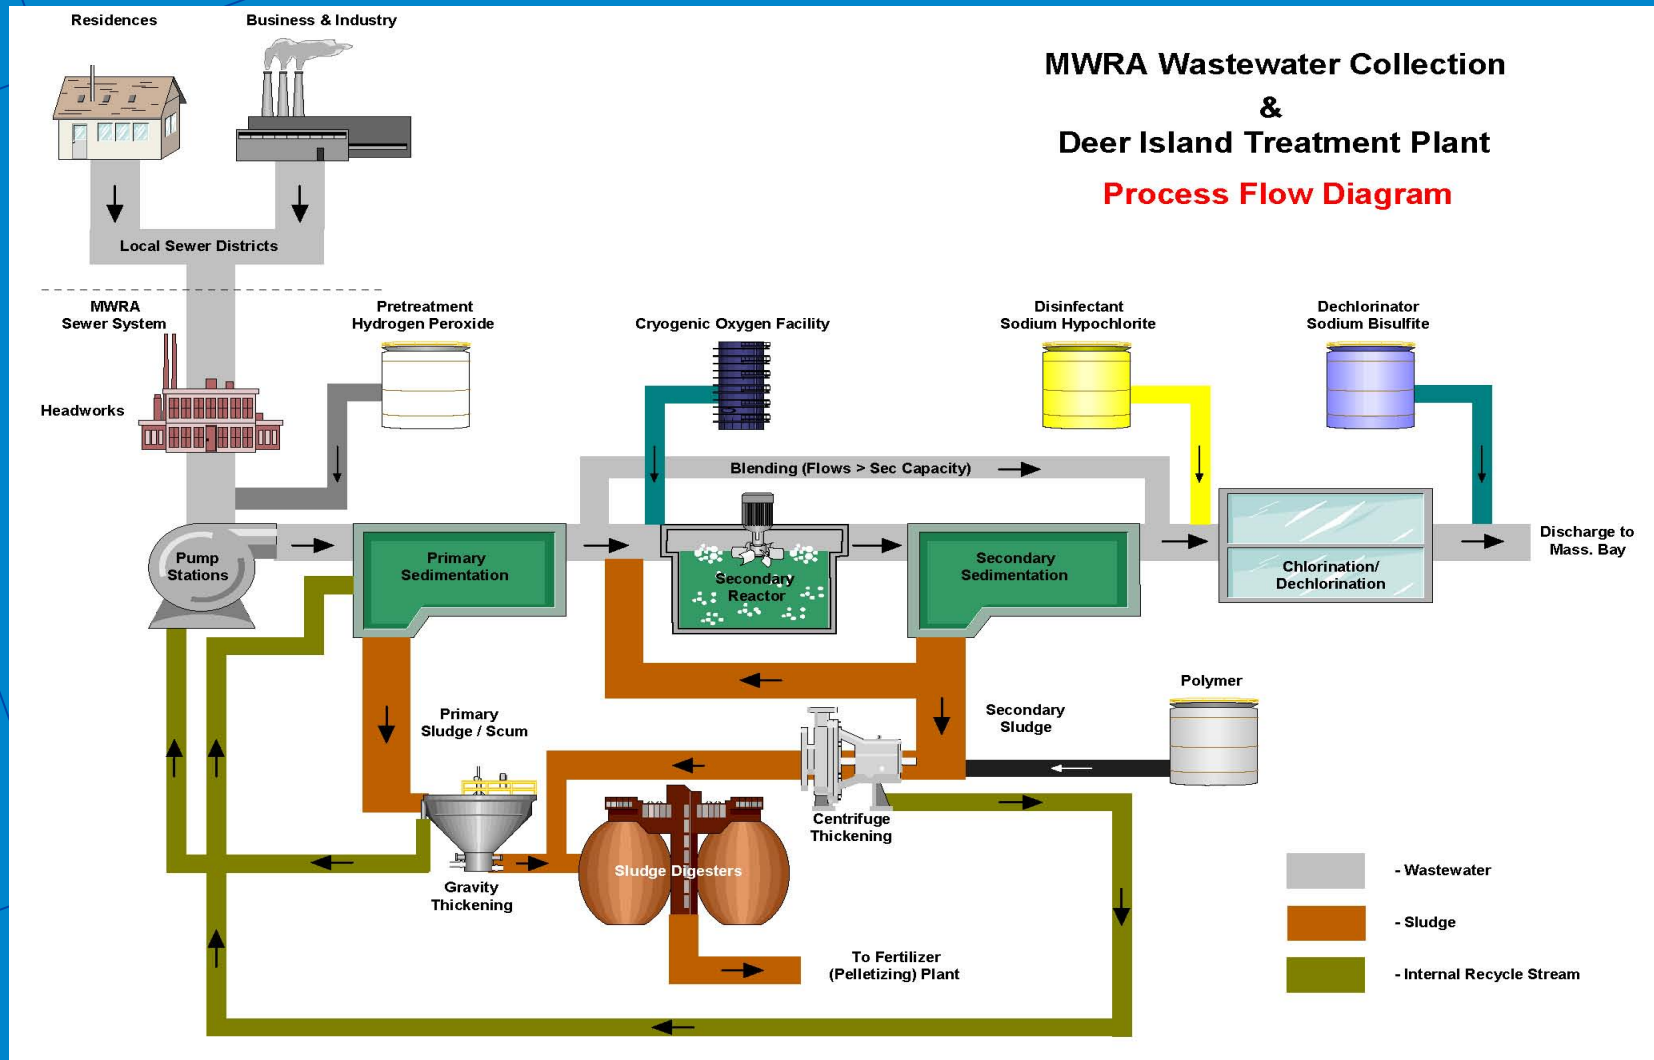 Residences
Business & Industry
MWRA Wastewater Collection
&
Deer Island Treatment Plant
Process Flow Diagram
Local Sewer Districts
MWRA
Sewer System
Pretreatment
Hydrogen Peroxide
Cryogenic Oxygen Facility
Disinfectant
Sodium Hypochlorite
Dechlorinator
Sodium Bisulfite
Headworks
Blending (Flows > Sec Capacity)
Pump
Stations
Primary
Sedimentation
Secondary
Reactor
Secondary
Sedimentation
Chlorination/
Dechlorination
Discharge to
Mass. Bay
Primary
Sludge / Scum
Secondary
Sludge
Polymer
Centrifuge
Thickening
Sludge Digesters
Gravity
Thickening
To Fertilizer
(Pelletizing) Plant
- Wastewater
- Sludge
- Internal Recycle Stream